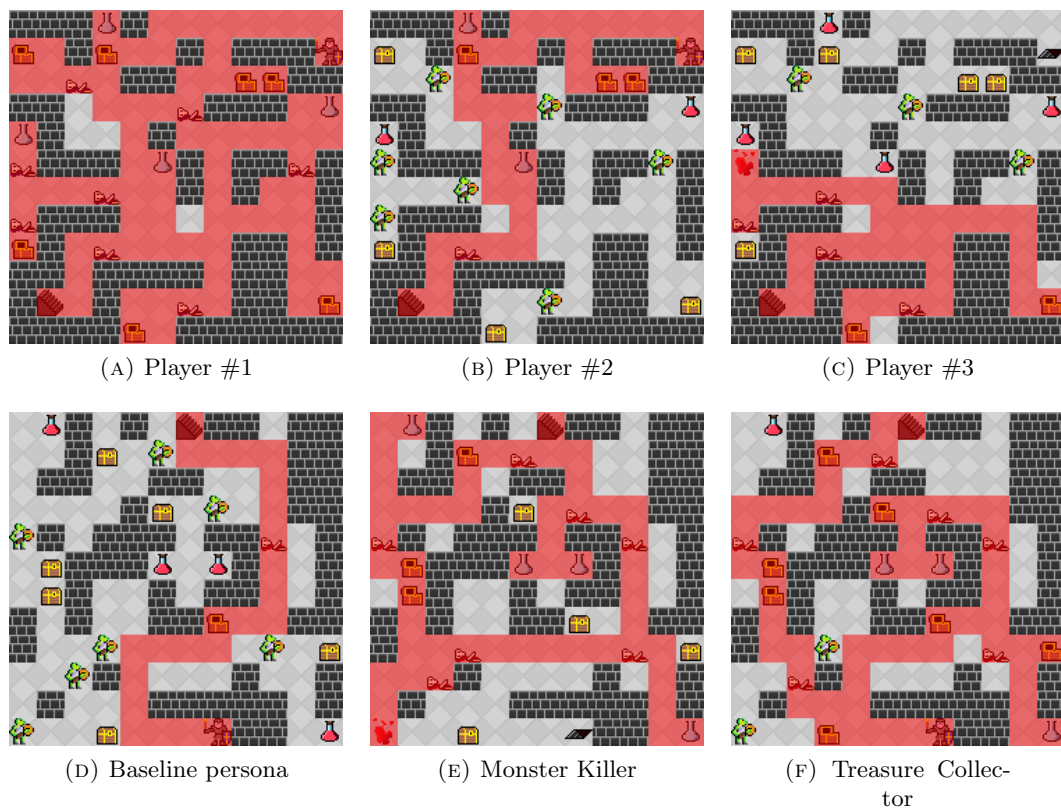 (A) Player #1
(B) Player #2
(C) Player #3
(D) Baseline persona
(E) Monster Killer
(F) Treasure Collec-
tor